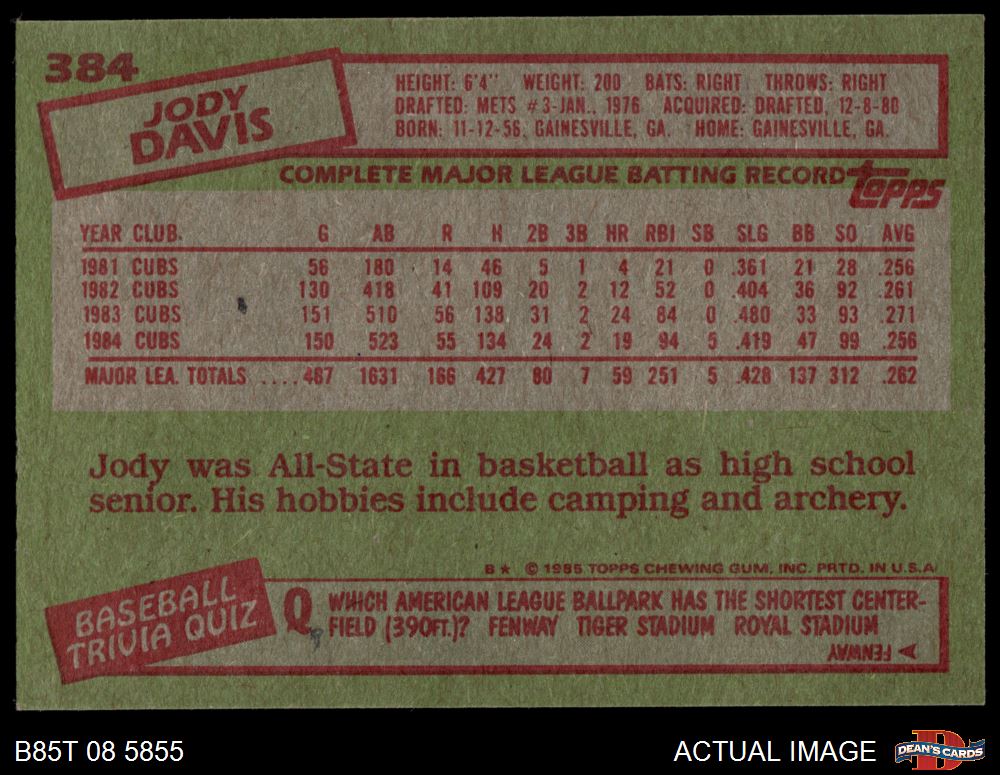 384
JODY
DAVIS
HEIGHT: 6'4" WEIGHT: 200 BATS: RIGHT THROWS: RIGHT
DRAFTED: METS #3-JAN., 1976 ACQUIRED: DRAFTED, 12-8-80
BORN: 11-12-56, GAINESVILLE, GA. HOME: GAINESVILLE, GA.
COMPLETE MAJOR LEAGUE BATTING RECORD topps
YEAR CLUB. G AB R H 2B 3B HR RBI SB SLG BB SO AVG
1981 CUBS 56 180 14 46 5 1 4 21 0 .361 21 28 .256
1982 CUBS 130 418 41 109 20 2 12 52 0 .404 36 92 .261
1983 CUBS 151 510 56 138 31 2 24 84 0 .480 33 93 .271
1984 CUBS 150 523 55 134 24 2 19 94 5 .419 47 99 .256
MAJOR LEA. TOTALS ....487 1631 166 427 80 7 59 251 5 .428 137 312 .262
Jody was All-State in basketball as high school
senior. His hobbies include camping and archery.
B★ © 1985 TOPPS CHEWING GUM, INC. PRTD. IN U.S.A
BASEBALL
TRIVIA QUIZ
Q. WHICH AMERICAN LEAGUE BALLPARK HAS THE SHORTEST CENTER-
FIELD (390FT.)? FENWAY TIGER STADIUM ROYAL STADIUM
A FENWAY
B85T 08 5855
ACTUAL IMAGE
DEAN'S CARDS